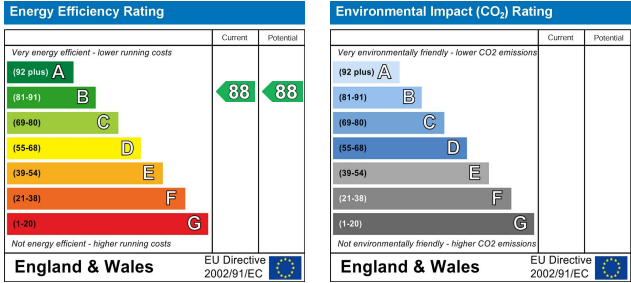 Energy Efficiency Rating
Current Potential
Very energy efficient - lower running costs
(92 plus) A
(81-91) B
(69-80) C
(55-68) D
(39-54) E
(21-38) F
(1-20) G
88 88
Not energy efficient - higher running costs
England & Wales
EU Directive
2002/91/EC
Environmental Impact (CO2) Rating
Current Potential
Very environmentally friendly - lower CO2 emissions
(92 plus) A
(81-91) B
(69-80) C
(55-68) D
(39-54) E
(21-38) F
(1-20) G
Not environmentally friendly - higher CO2 emissions
England & Wales
EU Directive
2002/91/EC